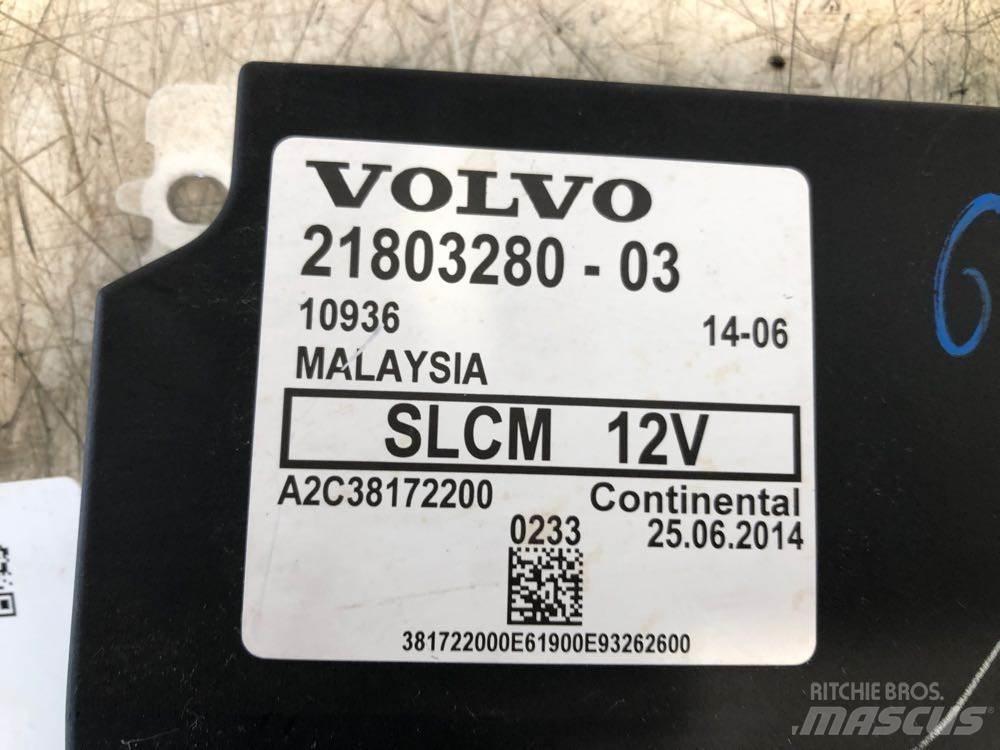 VOLVO
21803280 - 03
10936 14-06
MALAYSIA
SLCM 12V
A2C38172200 Continental
0233 25.06.2014
381722000E61900E93262600
RITCHIE BROS.
MASCUS